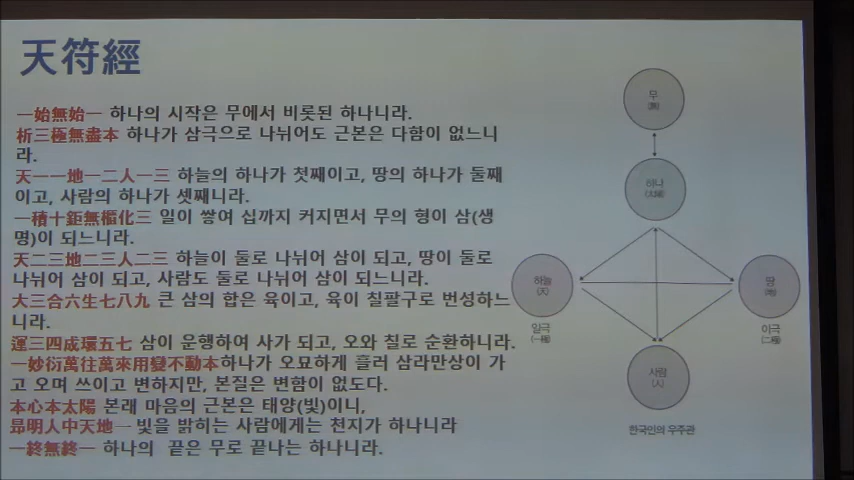 天符經
一始無始一 하나의 시작은 무에서 비롯된 하나니라.
析三極無盡本 하나가 삼극으로 나뉘어도 근본은 다함이 없느니
라.
天一一地一二人一三 하늘의 하나가 첫째이고, 땅의 하나가 둘째
이고, 사람의 하나가 셋째니라.
一積十鉅無樞化三 일이 쌓여 십까지 커지면서 무의 형이 삼(생
명)이 되느니라.
天二三地二三人二三 하늘이 둘로 나뉘어 삼이 되고, 땅이 둘로
나뉘어 삼이 되고, 사람도 둘로 나뉘어 삼이 되느니라.
大三合六生七八九 큰 삼의 합은 육이고, 육이 칠팔구로 번성하느
니라.
運三四成環五七 삼이 운행하여 사가 되고, 오와 칠로 순환하니라.
一妙衍萬往萬來用變不動本하나가 오묘하게 흘러 삼라만상이 가
고 오며 쓰이고 변하지만, 본질은 변함이 없도다.
本心本太陽 본래 마음의 근본은 태양(빛)이니,
昻明人中天地一 빛을 밝히는 사람에게는 천지가 하나니라
一終無終一 하나의 끝은 무로 끝나는 하나니라.
무
(無)
하나
하늘
(天)
일극
(一極)
땅
(地)
이극
(二極)
사람
(人)
한국인의 우주관